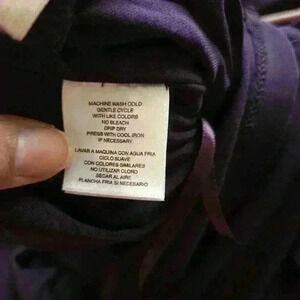 MACHINE WASH COLD
GENTLE CYCLE
WITH LIKE COLORS
NO BLEACH
DRIP DRY
PRESS WITH COOL IRON
IF NECESSARY
LAVAR A MAQUINA CON AGUA FRIA
CICLO SUAVE
CON COLORES SIMILARES
NO UTILIZAR CLORO
SECAR AL AIRE
PLANCHA FRIA SI NECESARIO